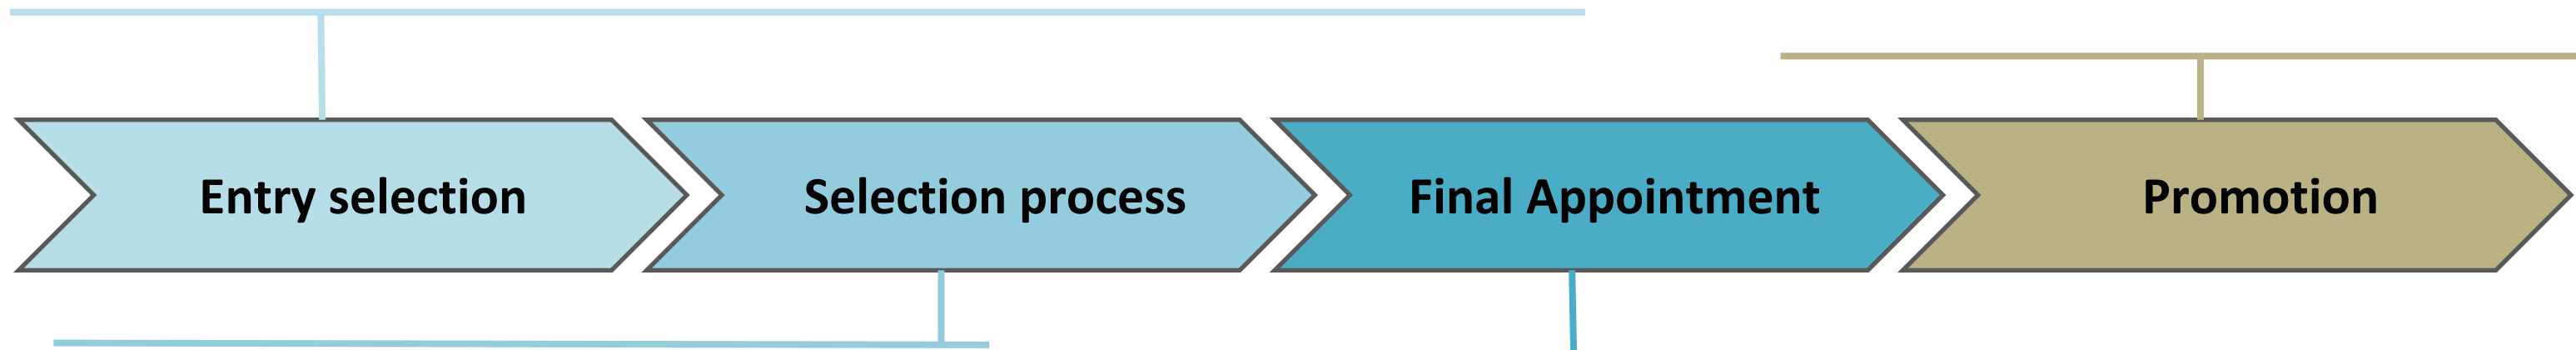 Entry selection
Selection process
Final Appointment
Promotion